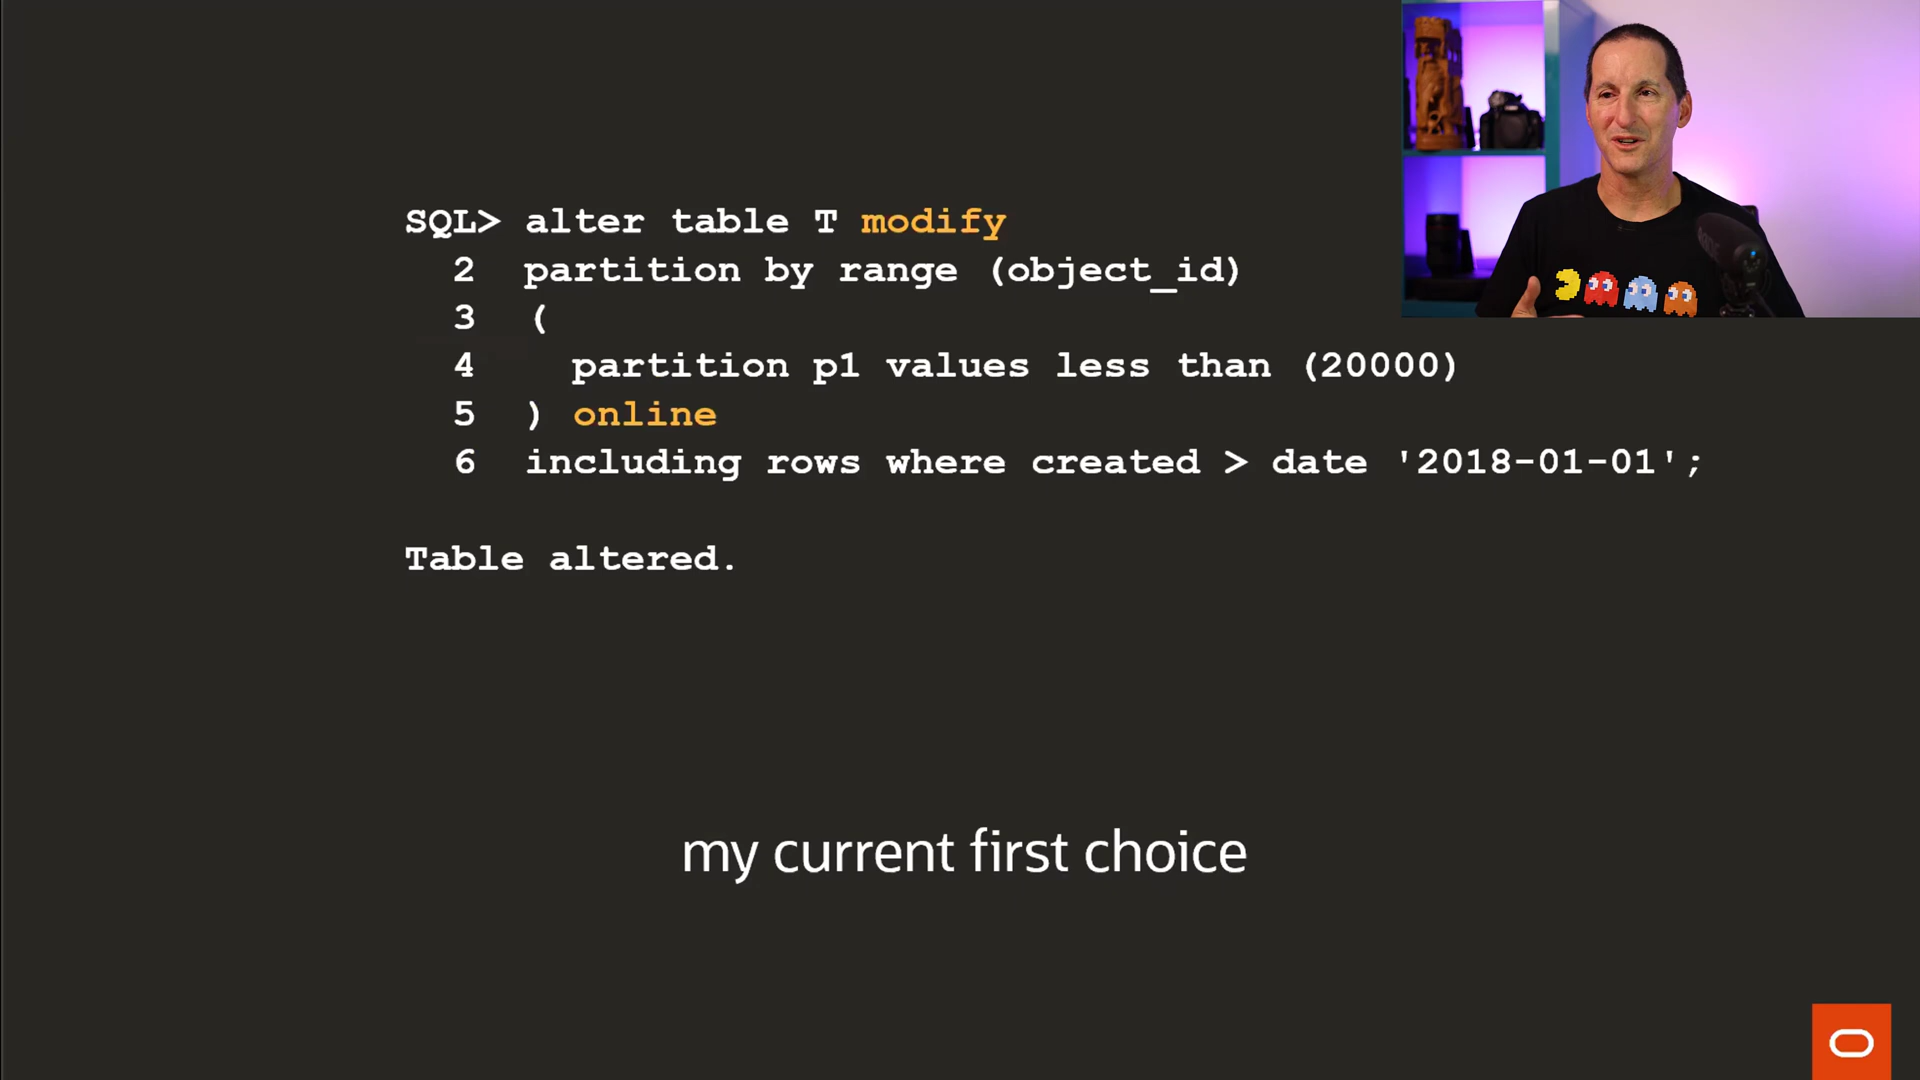 SQL> alter table T modify
2 partition by range (object_id)
3 (
4 partition p1 values less than (20000)
5 ) online
6 including rows where created > date '2018-01-01';
Table altered.
my current first choice